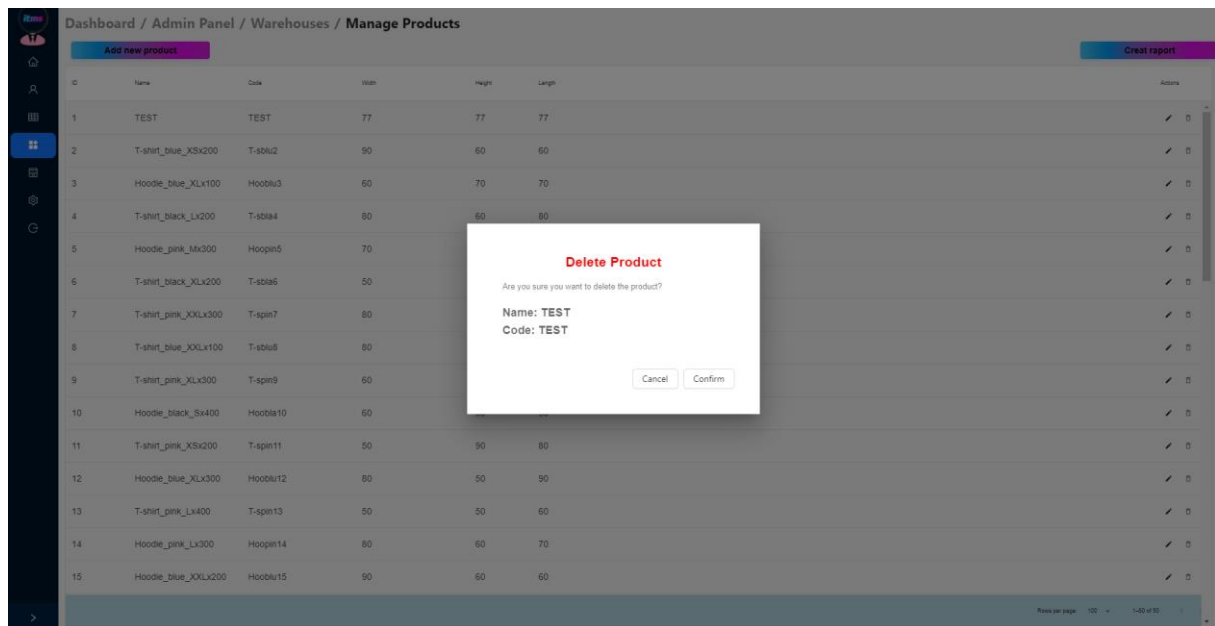 itms
Dashboard / Admin Panel / Warehouses / Manage Products
Add new product
Creat raport
ID Name Code Width Height Length Actions
1 TEST TEST 77 77 77
2 T-shirt_blue_XSx200 T-sblu2 90 60 60
3 Hoodie_blue_XLx100 Hooblu3 60 70 70
4 T-shirt_black_Lx200 T-sbla4 80 60 80
5 Hoodie_pink_Mx300 Hoopin5 70
6 T-shirt_black_XLx200 T-sbla6 50
7 T-shirt_pink_XXLx300 T-spin7 80
8 T-shirt_blue_XXLx100 T-sblu8 80
9 T-shirt_pink_XLx300 T-spin9 60
10 Hoodie_black_Sx400 Hoobla10 60
11 T-shirt_pink_XSx200 T-spin11 50 90 80
12 Hoodie_blue_XLx300 Hooblu12 80 50 90
13 T-shirt_pink_Lx400 T-spin13 50 50 60
14 Hoodie_pink_Lx300 Hoopin14 80 60 70
15 Hoodie_blue_XXLx200 Hooblu15 90 60 60
Delete Product
Are you sure you want to delete the product?
Name: TEST
Code: TEST
Cancel Confirm
Rows per page: 100 1–50 of 50